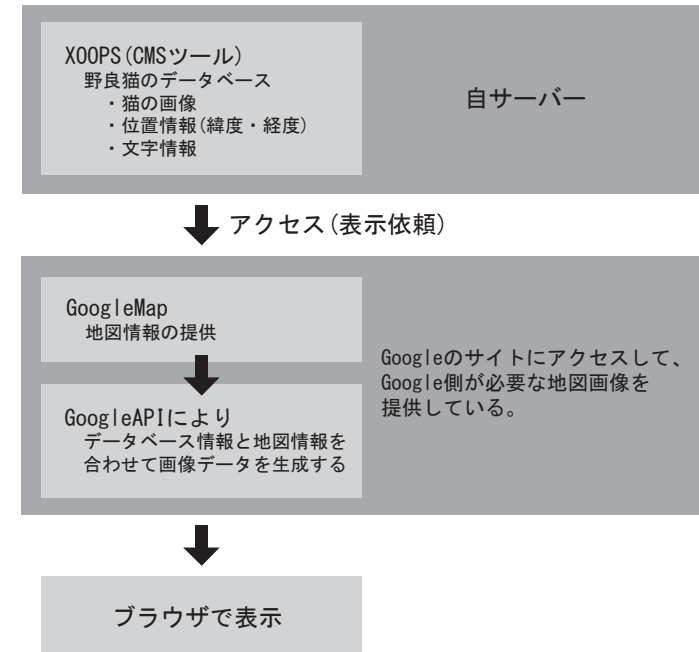 XOOPS(CMSツール)
野良猫のデータベース
・猫の画像
・位置情報(緯度・経度)
・文字情報
自サーバー
アクセス(表示依頼)
GoogleMap
地図情報の提供
GoogleAPIにより
データベース情報と地図情報を
合わせて画像データを生成する
Googleのサイトにアクセスして、
Google側が必要な地図画像を
提供している。
ブラウザで表示